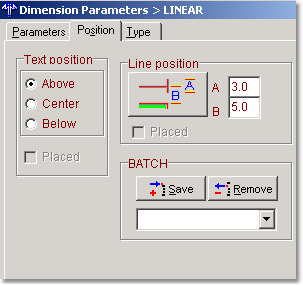 Dimension Parameters > LINEAR
Parameters Position Type
Text position
Above
Center
Below
Placed
Line position
A
B
A 3.0
B 5.0
Placed
BATCH
Save Remove